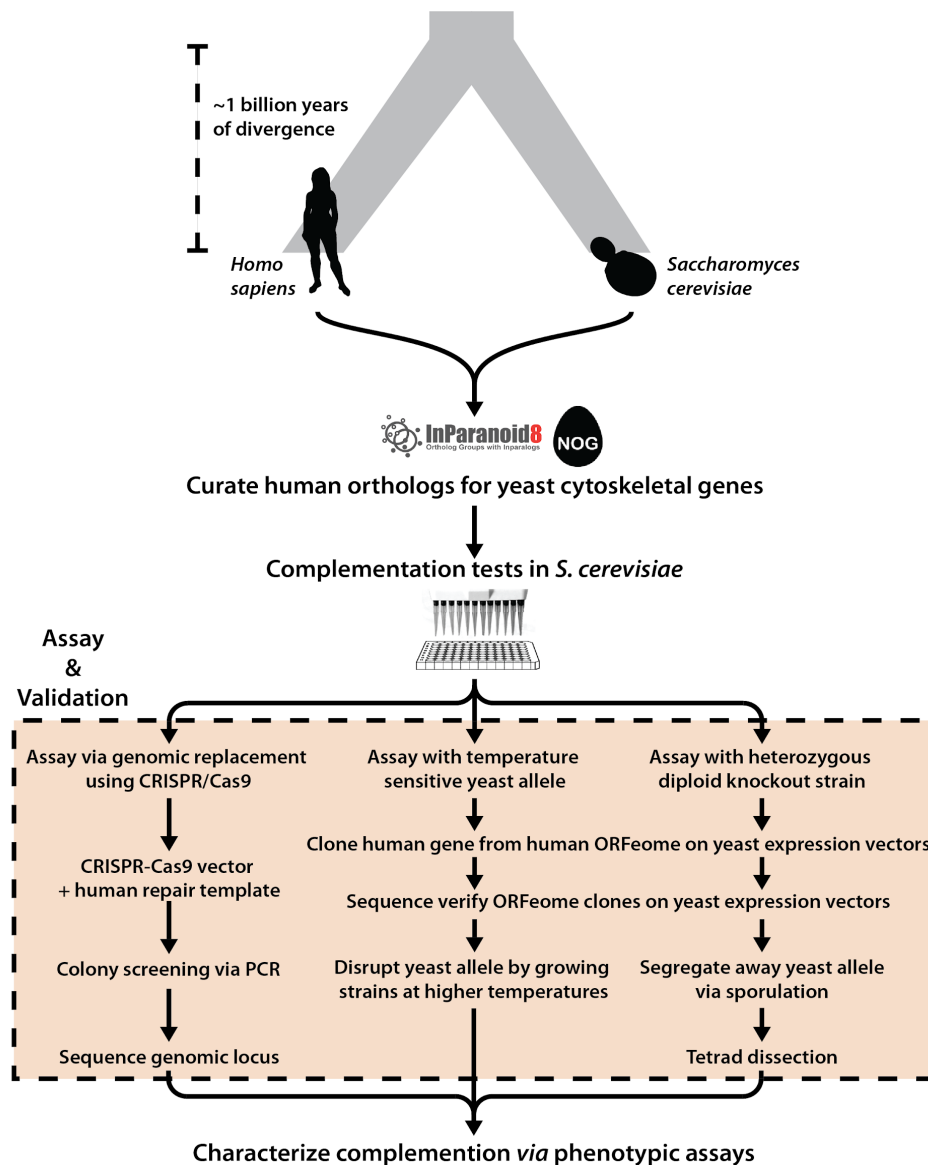 ~1 billion years
of divergence
Homo
sapiens
Saccharomyces
cerevisiae
InParanoid8
Ortholog Groups with Inparalogs
NOG
Curate human orthologs for yeast cytoskeletal genes
Complementation tests in S. cerevisiae
Assay
&
Validation
Assay via genomic replacement
using CRISPR/Cas9
CRISPR-Cas9 vector
+ human repair template
Colony screening via PCR
Sequence genomic locus
Assay with temperature
sensitive yeast allele
Assay with heterozygous
diploid knockout strain
Clone human gene from human ORFeome on yeast expression vectors
Sequence verify ORFeome clones on yeast expression vectors
Disrupt yeast allele by growing
strains at higher temperatures
Segregate away yeast allele
via sporulation
Tetrad dissection
Characterize complemention via phenotypic assays